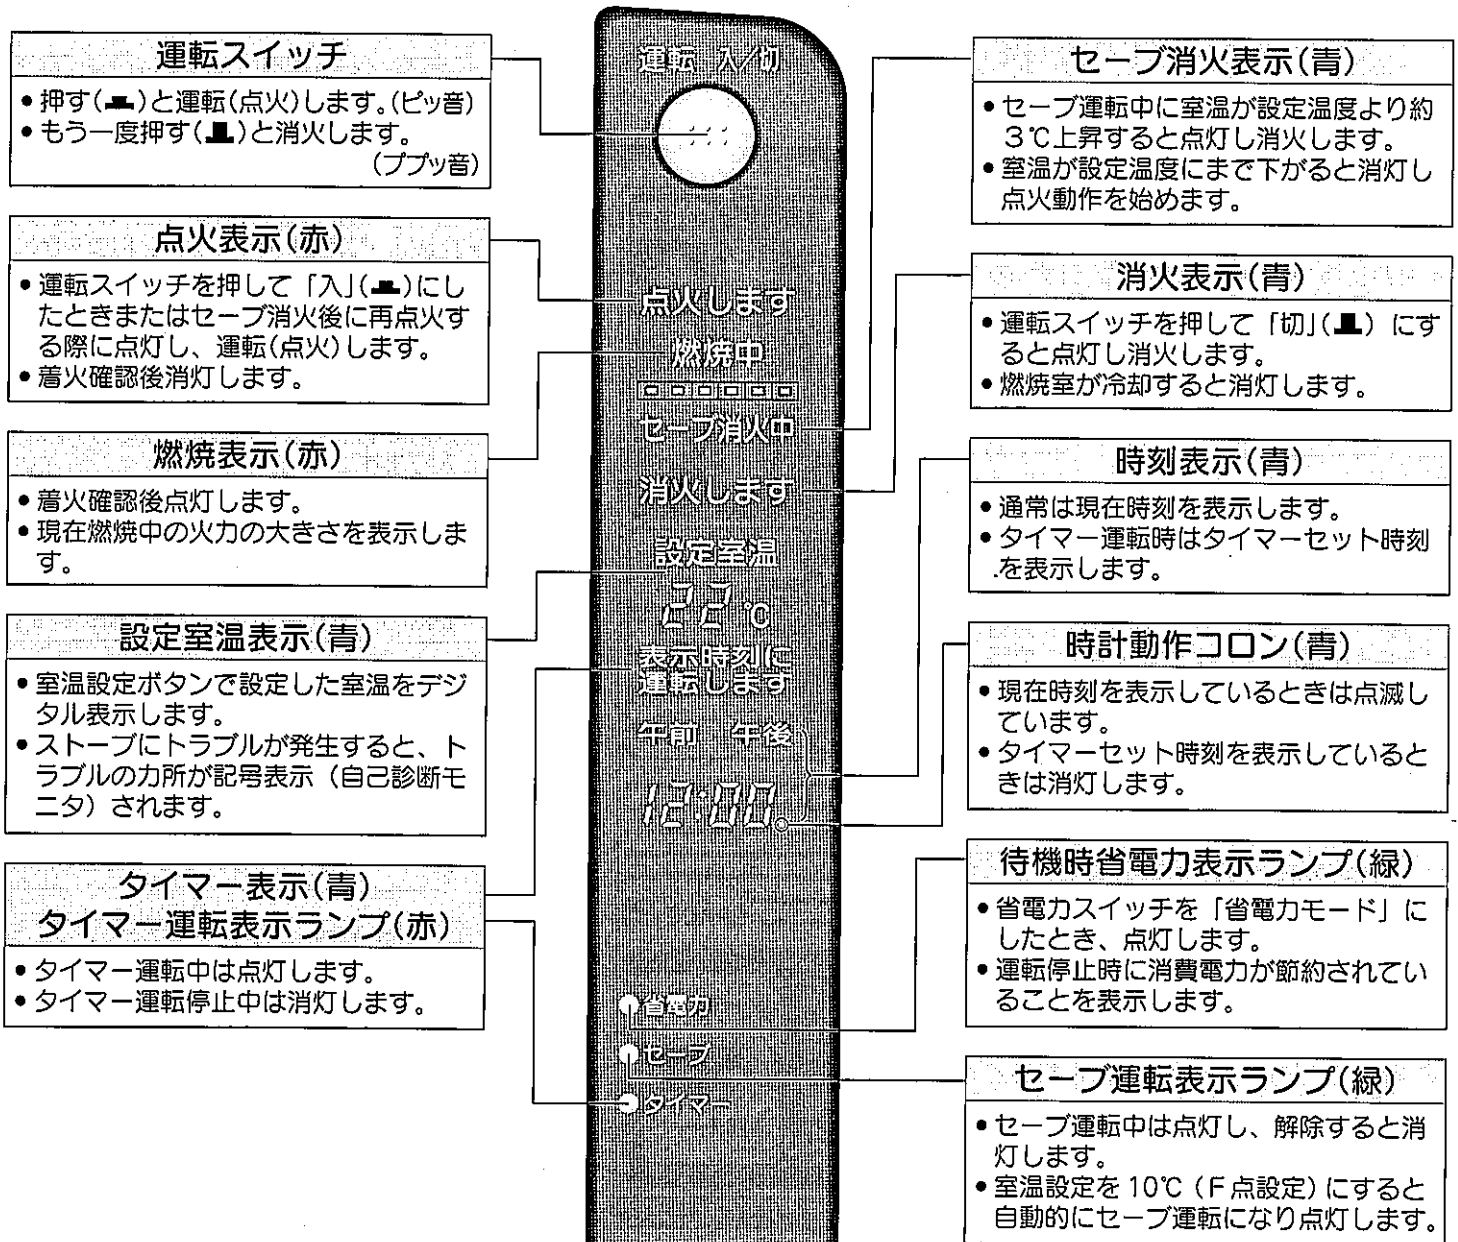 運転スイッチ
• 押す( )と運転(点火)します。(ピッ音)
• もう一度押す( )と消火します。
(ププッ音)
点火表示(赤)
• 運転スイッチを押して「入」( )にし
たときまたはセーブ消火後に再点火す
る際に点灯し、運転(点火)します。
• 着火確認後消灯します。
燃焼表示(赤)
• 着火確認後点灯します。
• 現在燃焼中の火力の大きさを表示しま
す。
設定室温表示(青)
• 室温設定ボタンで設定した室温をデジ
タル表示します。
• ストーブにトラブルが発生すると、ト
ラブルの力所が記号表示（自己診断モ
ニタ）されます。
タイマー表示(青)
タイマー運転表示ランプ(赤)
• タイマー運転中は点灯します。
• タイマー運転停止中は消灯します。
運転 入/切
点火します
燃焼中
セーブ消火中
消火します
設定室温
22℃
表示時刻に
運転します
午前 午後
12:00
省電力
セーブ
タイマー
セーブ消火表示(青)
• セーブ運転中に室温が設定温度より約
3℃上昇すると点灯し消火します。
• 室温が設定温度にまで下がると消灯し
点火動作を始めます。
消火表示(青)
• 運転スイッチを押して「切」( ) にす
ると点灯し消火します。
• 燃焼室が冷却すると消灯します。
時刻表示(青)
• 通常は現在時刻を表示します。
• タイマー運転時はタイマーセット時刻
を表示します。
時計動作コロン(青)
• 現在時刻を表示しているときは点滅し
ています。
• タイマーセット時刻を表示していると
きは消灯します。
待機時省電力表示ランプ(緑)
• 省電力スイッチを「省電力モード」に
したとき、点灯します。
• 運転停止時に消費電力が節約されてい
ることを表示します。
セーブ運転表示ランプ(緑)
• セーブ運転中は点灯し、解除すると消
灯します。
• 室温設定を10℃（F点設定）にすると
自動的にセーブ運転になり点灯します。